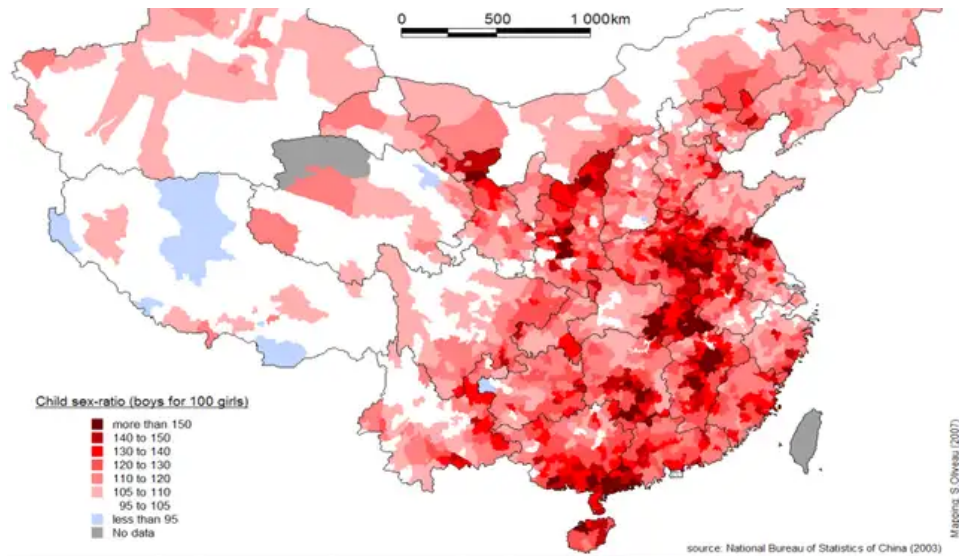 0 500 1 000km
Child sex-ratio (boys for 100 girls)
more than 150
140 to 150
130 to 140
120 to 130
110 to 120
105 to 110
95 to 105
less than 95
No data
Mapping: S Oliveau (2007)
source: National Bureau of Statistics of China (2003)